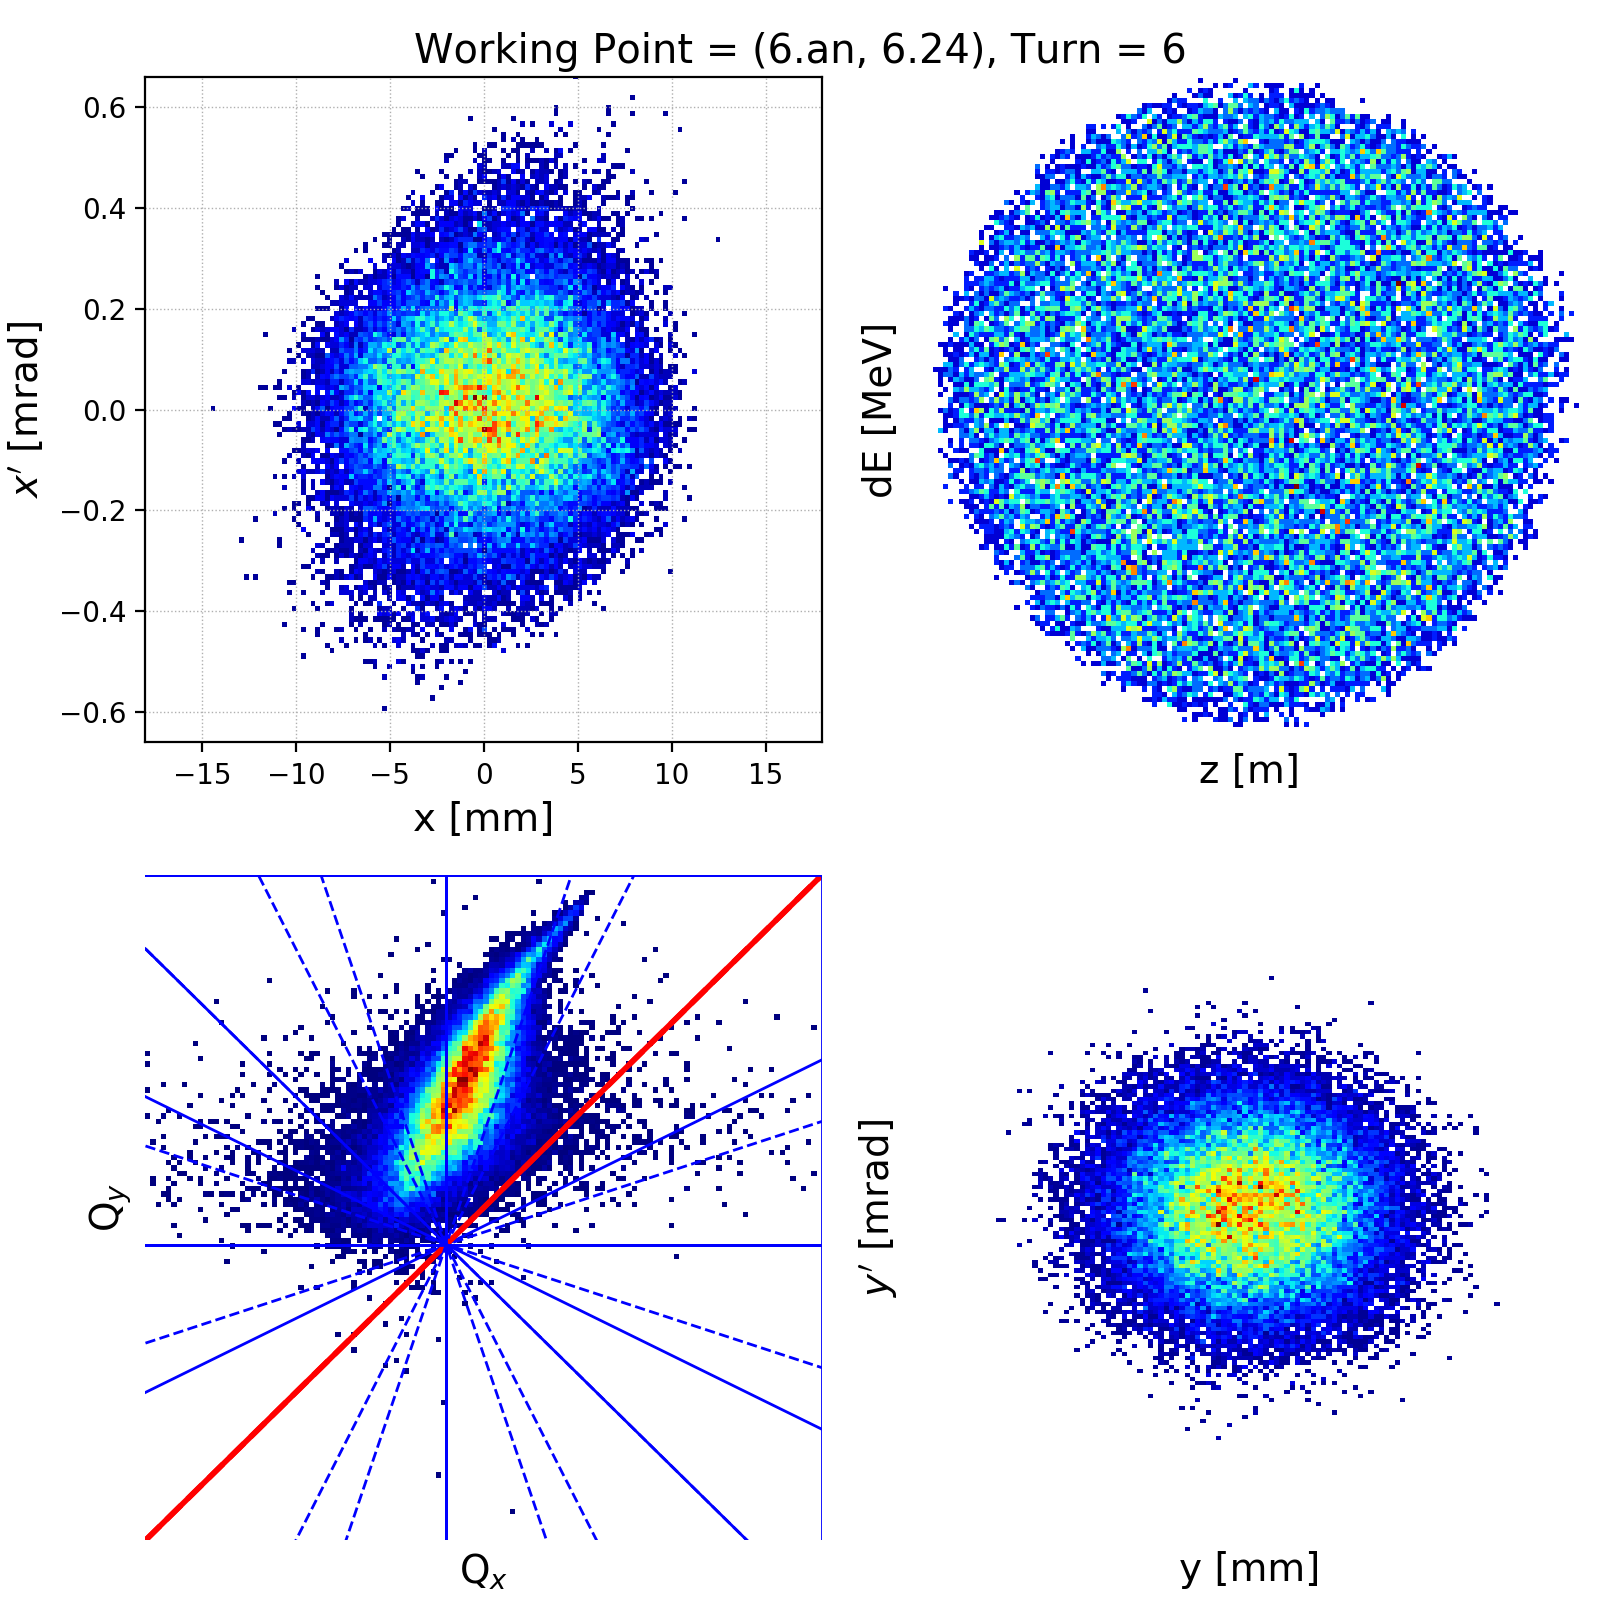 Working Point = (6.an, 6.24), Turn = 6
0.6
0.4
0.2
0.0
−0.2
−0.4
−0.6
x′ [mrad]
−15 −10 −5 0 5 10 15
x [mm]
dE [MeV]
z [m]
Qy
Qx
y′ [mrad]
y [mm]